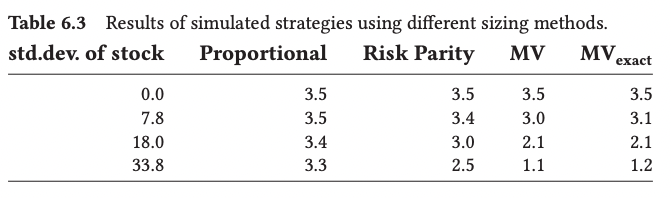 Table 6.3 Results of simulated strategies using different sizing methods.
std.dev. of stock Proportional Risk Parity MV MVexact
0.0 3.5 3.5 3.5 3.5
7.8 3.5 3.4 3.0 3.1
18.0 3.4 3.0 2.1 2.1
33.8 3.3 2.5 1.1 1.2